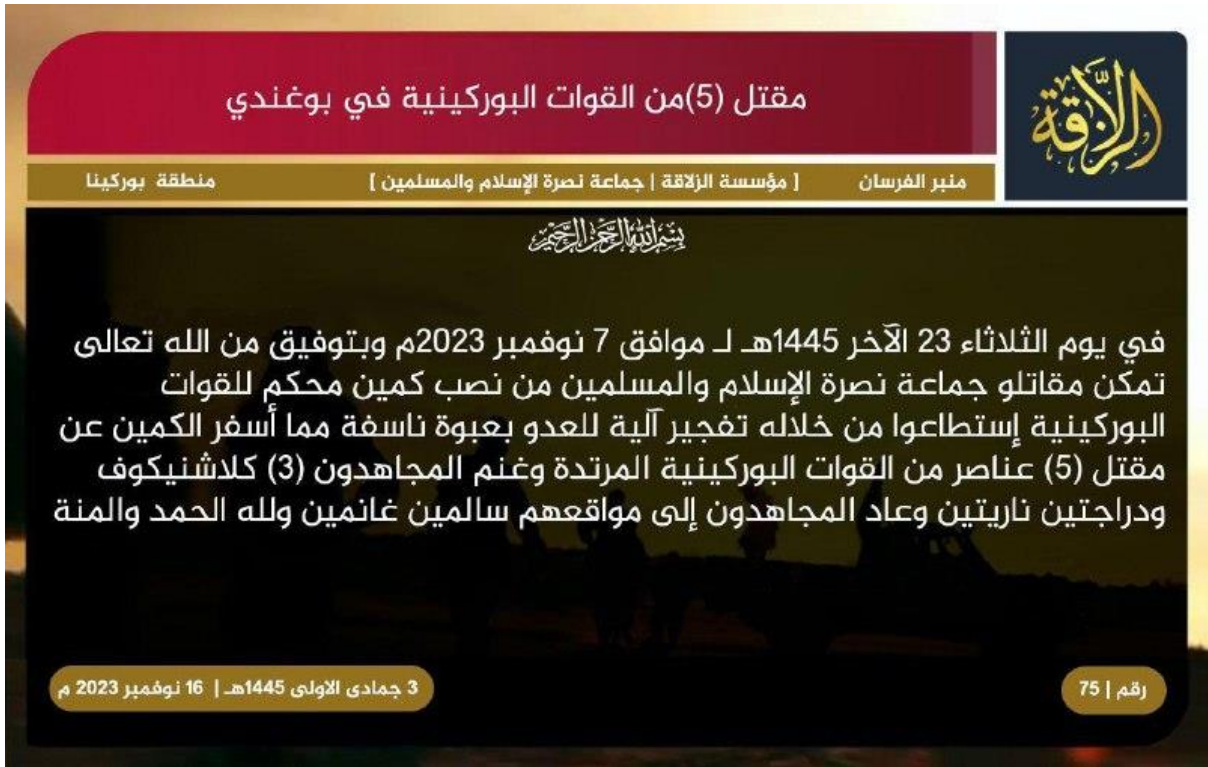 الزلاقة
مقتل (5)من القوات البوركينية في بوغندي
منبر الفرسان [ مؤسسة الزلاقة | جماعة نصرة الإسلام والمسلمين ] منطقة بوركينا
بسم الله الرحمن الرحيم
في يوم الثلاثاء 23 الآخر 1445هـ لـ موافق 7 نوفمبر 2023م وبتوفيق من الله تعالى
تمكن مقاتلو جماعة نصرة الإسلام والمسلمين من نصب كمين محكم للقوات
البوركينية إستطاعوا من خلاله تفجير آلية للعدو بعبوة ناسفة مما أسفر الكمين عن
مقتل (5) عناصر من القوات البوركينية المرتدة وغنم المجاهدون (3) كلاشنيكوف
ودراجتين ناريتين وعاد المجاهدون إلى مواقعهم سالمين غانمين ولله الحمد والمنة
رقم | 75
3 جمادى الاولى 1445هـ | 16 نوفمبر 2023 م